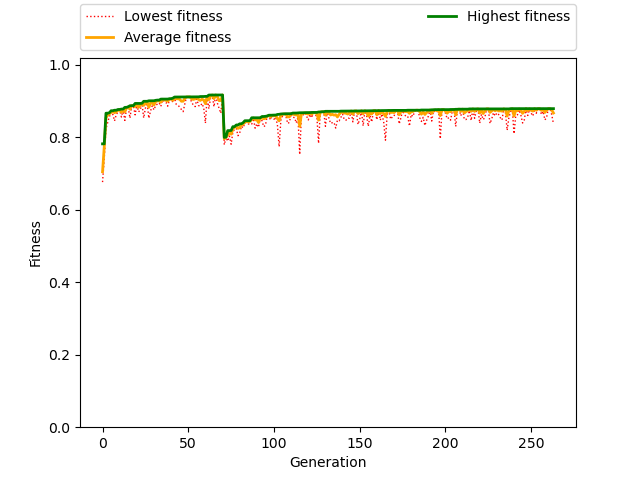 Lowest fitness
Average fitness
Highest fitness
1.0
0.8
0.6
0.4
0.2
0.0
Fitness
0 50 100 150 200 250
Generation